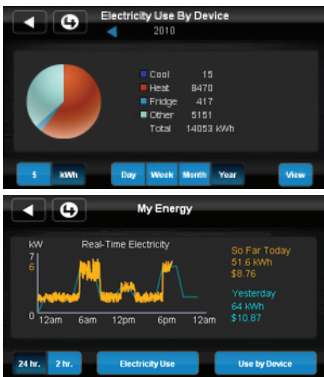 Electricity Use By Device
2010
Cool 15
Heat 8470
Fridge 417
Other 5151
Total 14053 kWh
$ kWh Day Week Month Year View
My Energy
kW Real-Time Electricity
7
6
0
12am 6am 12pm 6pm 12am
So Far Today
51.6 kWh
$8.76
Yesterday
64 kWh
$10.87
24 hr. 2 hr. Electricity Use Use by Device